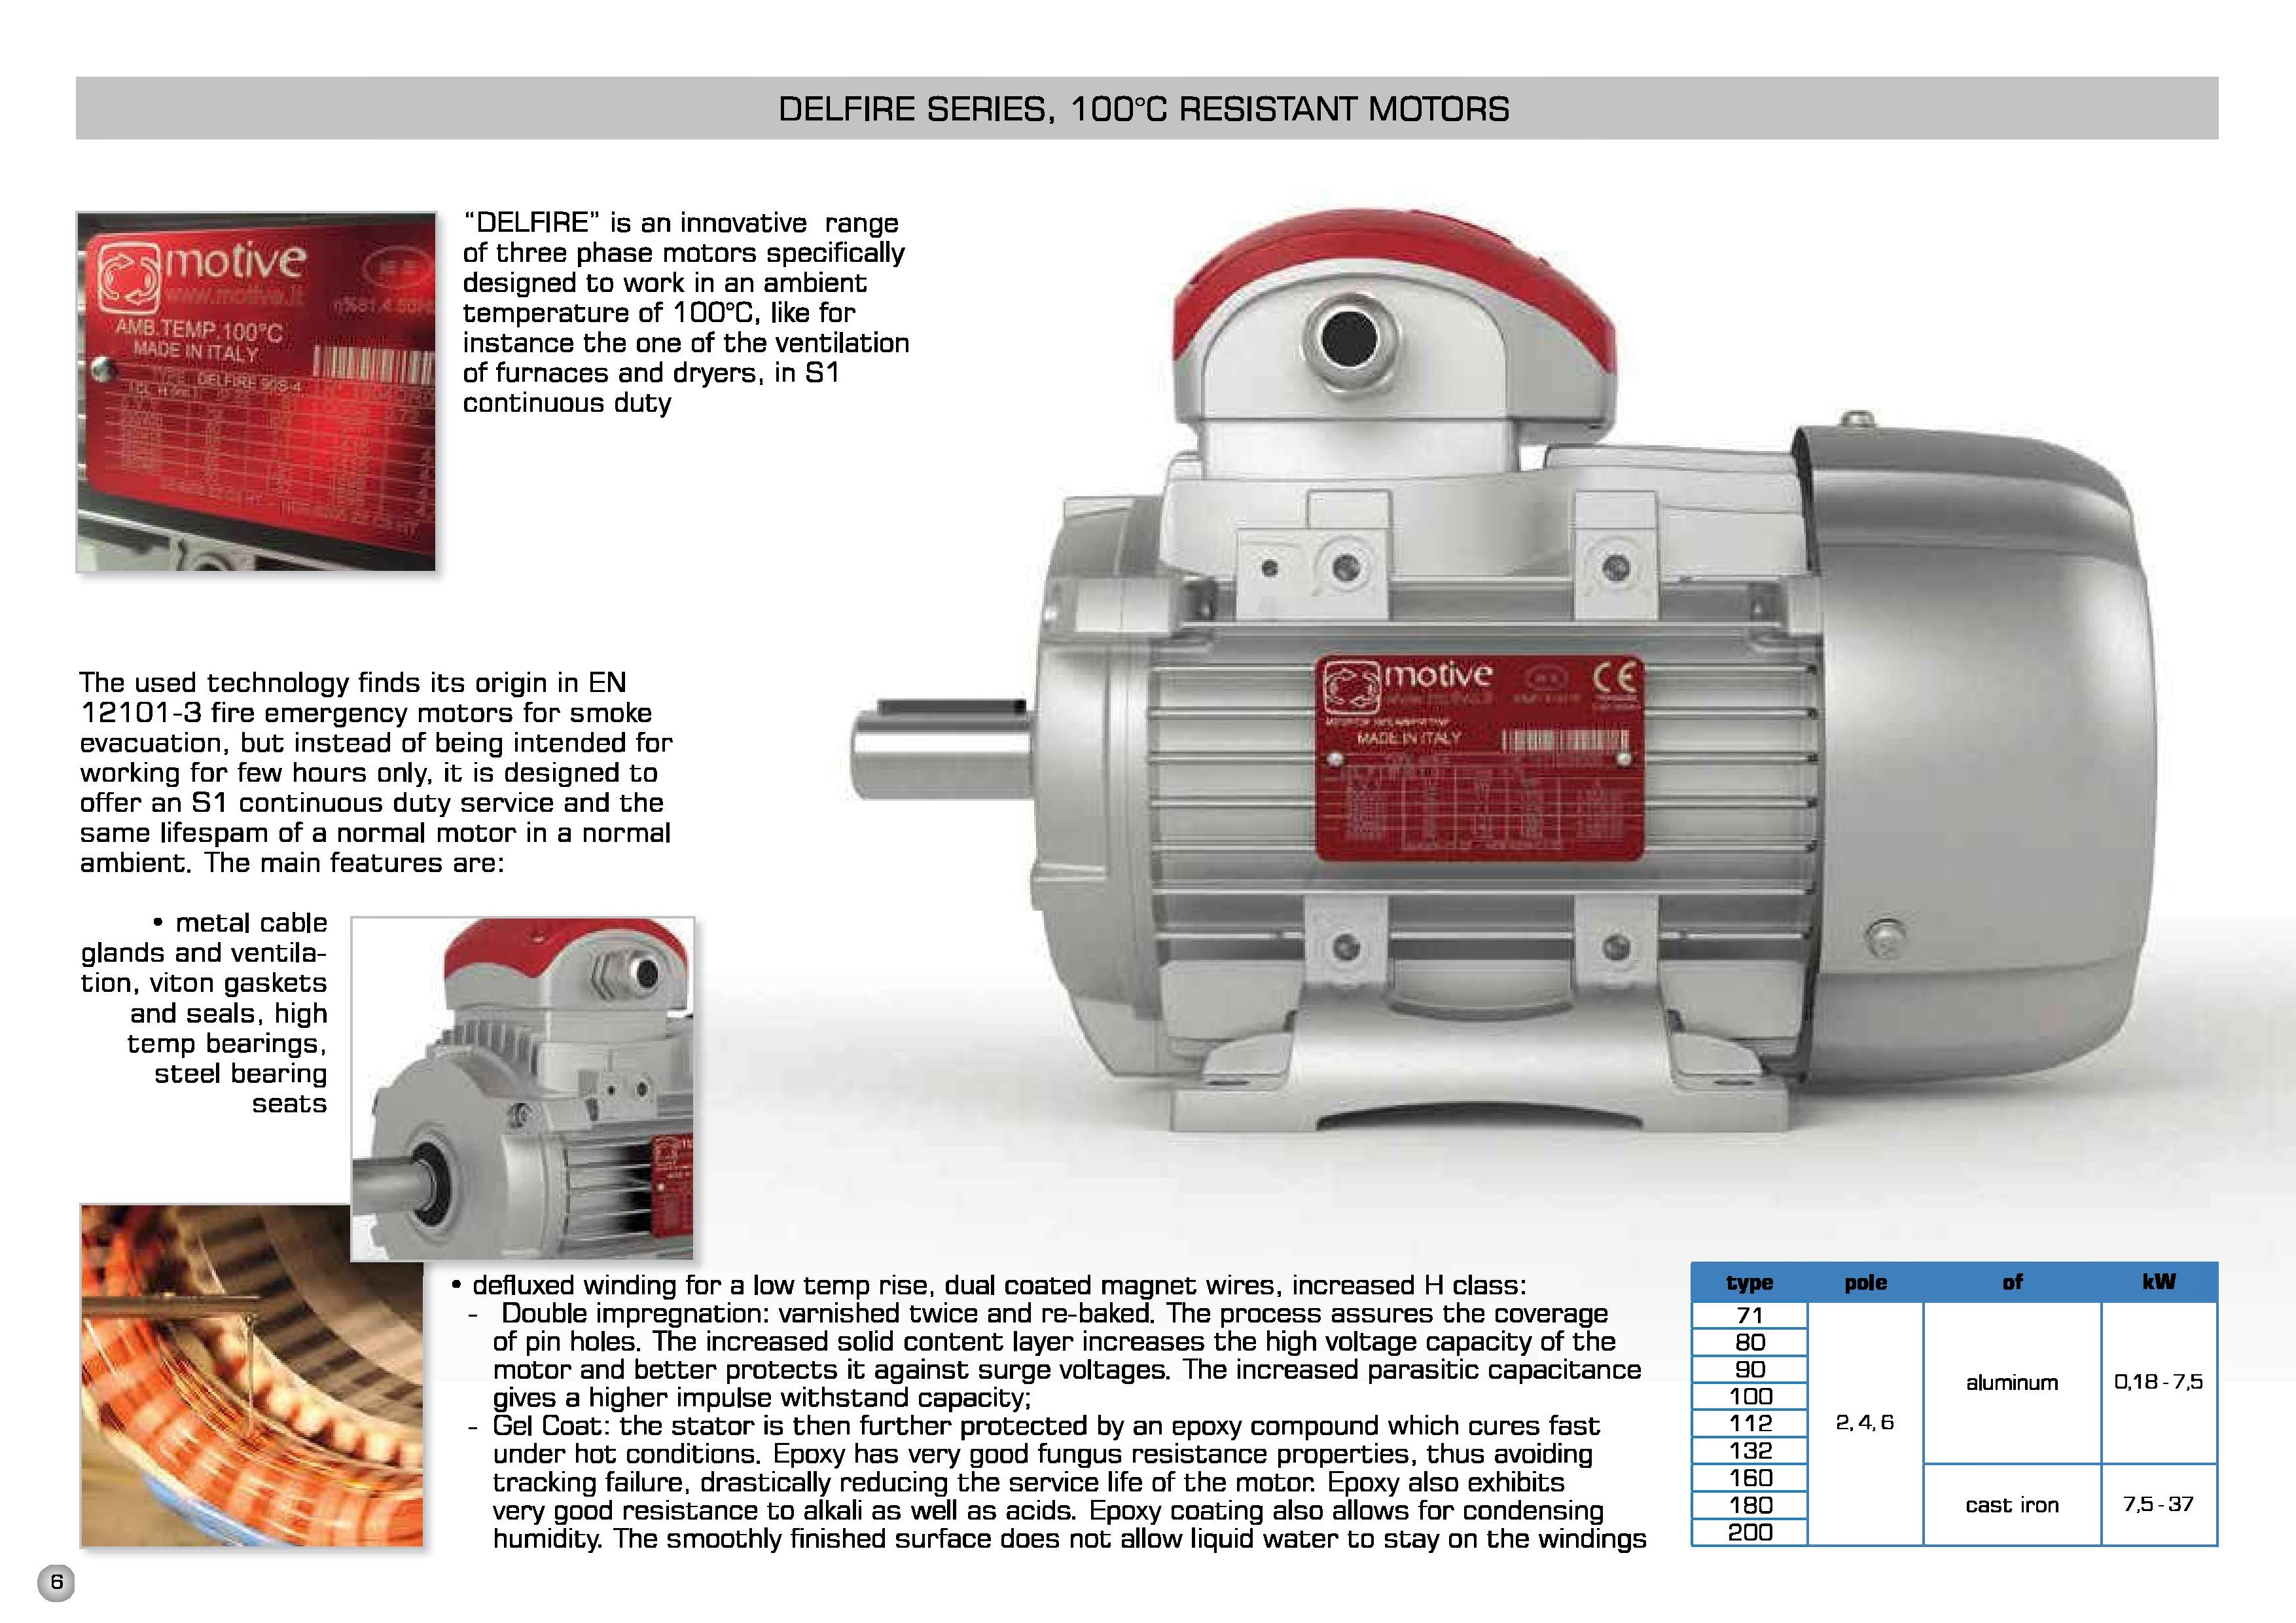 DELFIRE SERIES, 100°C RESISTANT MOTORS
motive
www.motive.it
AMB.TEMP.100°C
MADE IN ITALY
TYPE DELFIRE 90S-4
“DELFIRE” is an innovative range
of three phase motors specifically
designed to work in an ambient
temperature of 100°C, like for
instance the one of the ventilation
of furnaces and dryers, in S1
continuous duty
The used technology finds its origin in EN
12101-3 fire emergency motors for smoke
evacuation, but instead of being intended for
working for few hours only, it is designed to
offer an S1 continuous duty service and the
same lifespam of a normal motor in a normal
ambient. The main features are:
motive
CE
MADE IN ITALY
• metal cable
glands and ventila-
tion, viton gaskets
and seals, high
temp bearings,
steel bearing
seats
• defluxed winding for a low temp rise, dual coated magnet wires, increased H class:
- Double impregnation: varnished twice and re-baked. The process assures the coverage
of pin holes. The increased solid content layer increases the high voltage capacity of the
motor and better protects it against surge voltages. The increased parasitic capacitance
gives a higher impulse withstand capacity;
- Gel Coat: the stator is then further protected by an epoxy compound which cures fast
under hot conditions. Epoxy has very good fungus resistance properties, thus avoiding
tracking failure, drastically reducing the service life of the motor. Epoxy also exhibits
very good resistance to alkali as well as acids. Epoxy coating also allows for condensing
humidity. The smoothly finished surface does not allow liquid water to stay on the windings
type pole of kW
71
80
90
100
112
132
160
180
200
2, 4, 6
aluminum 0,18 - 7,5
cast iron 7,5 - 37
6